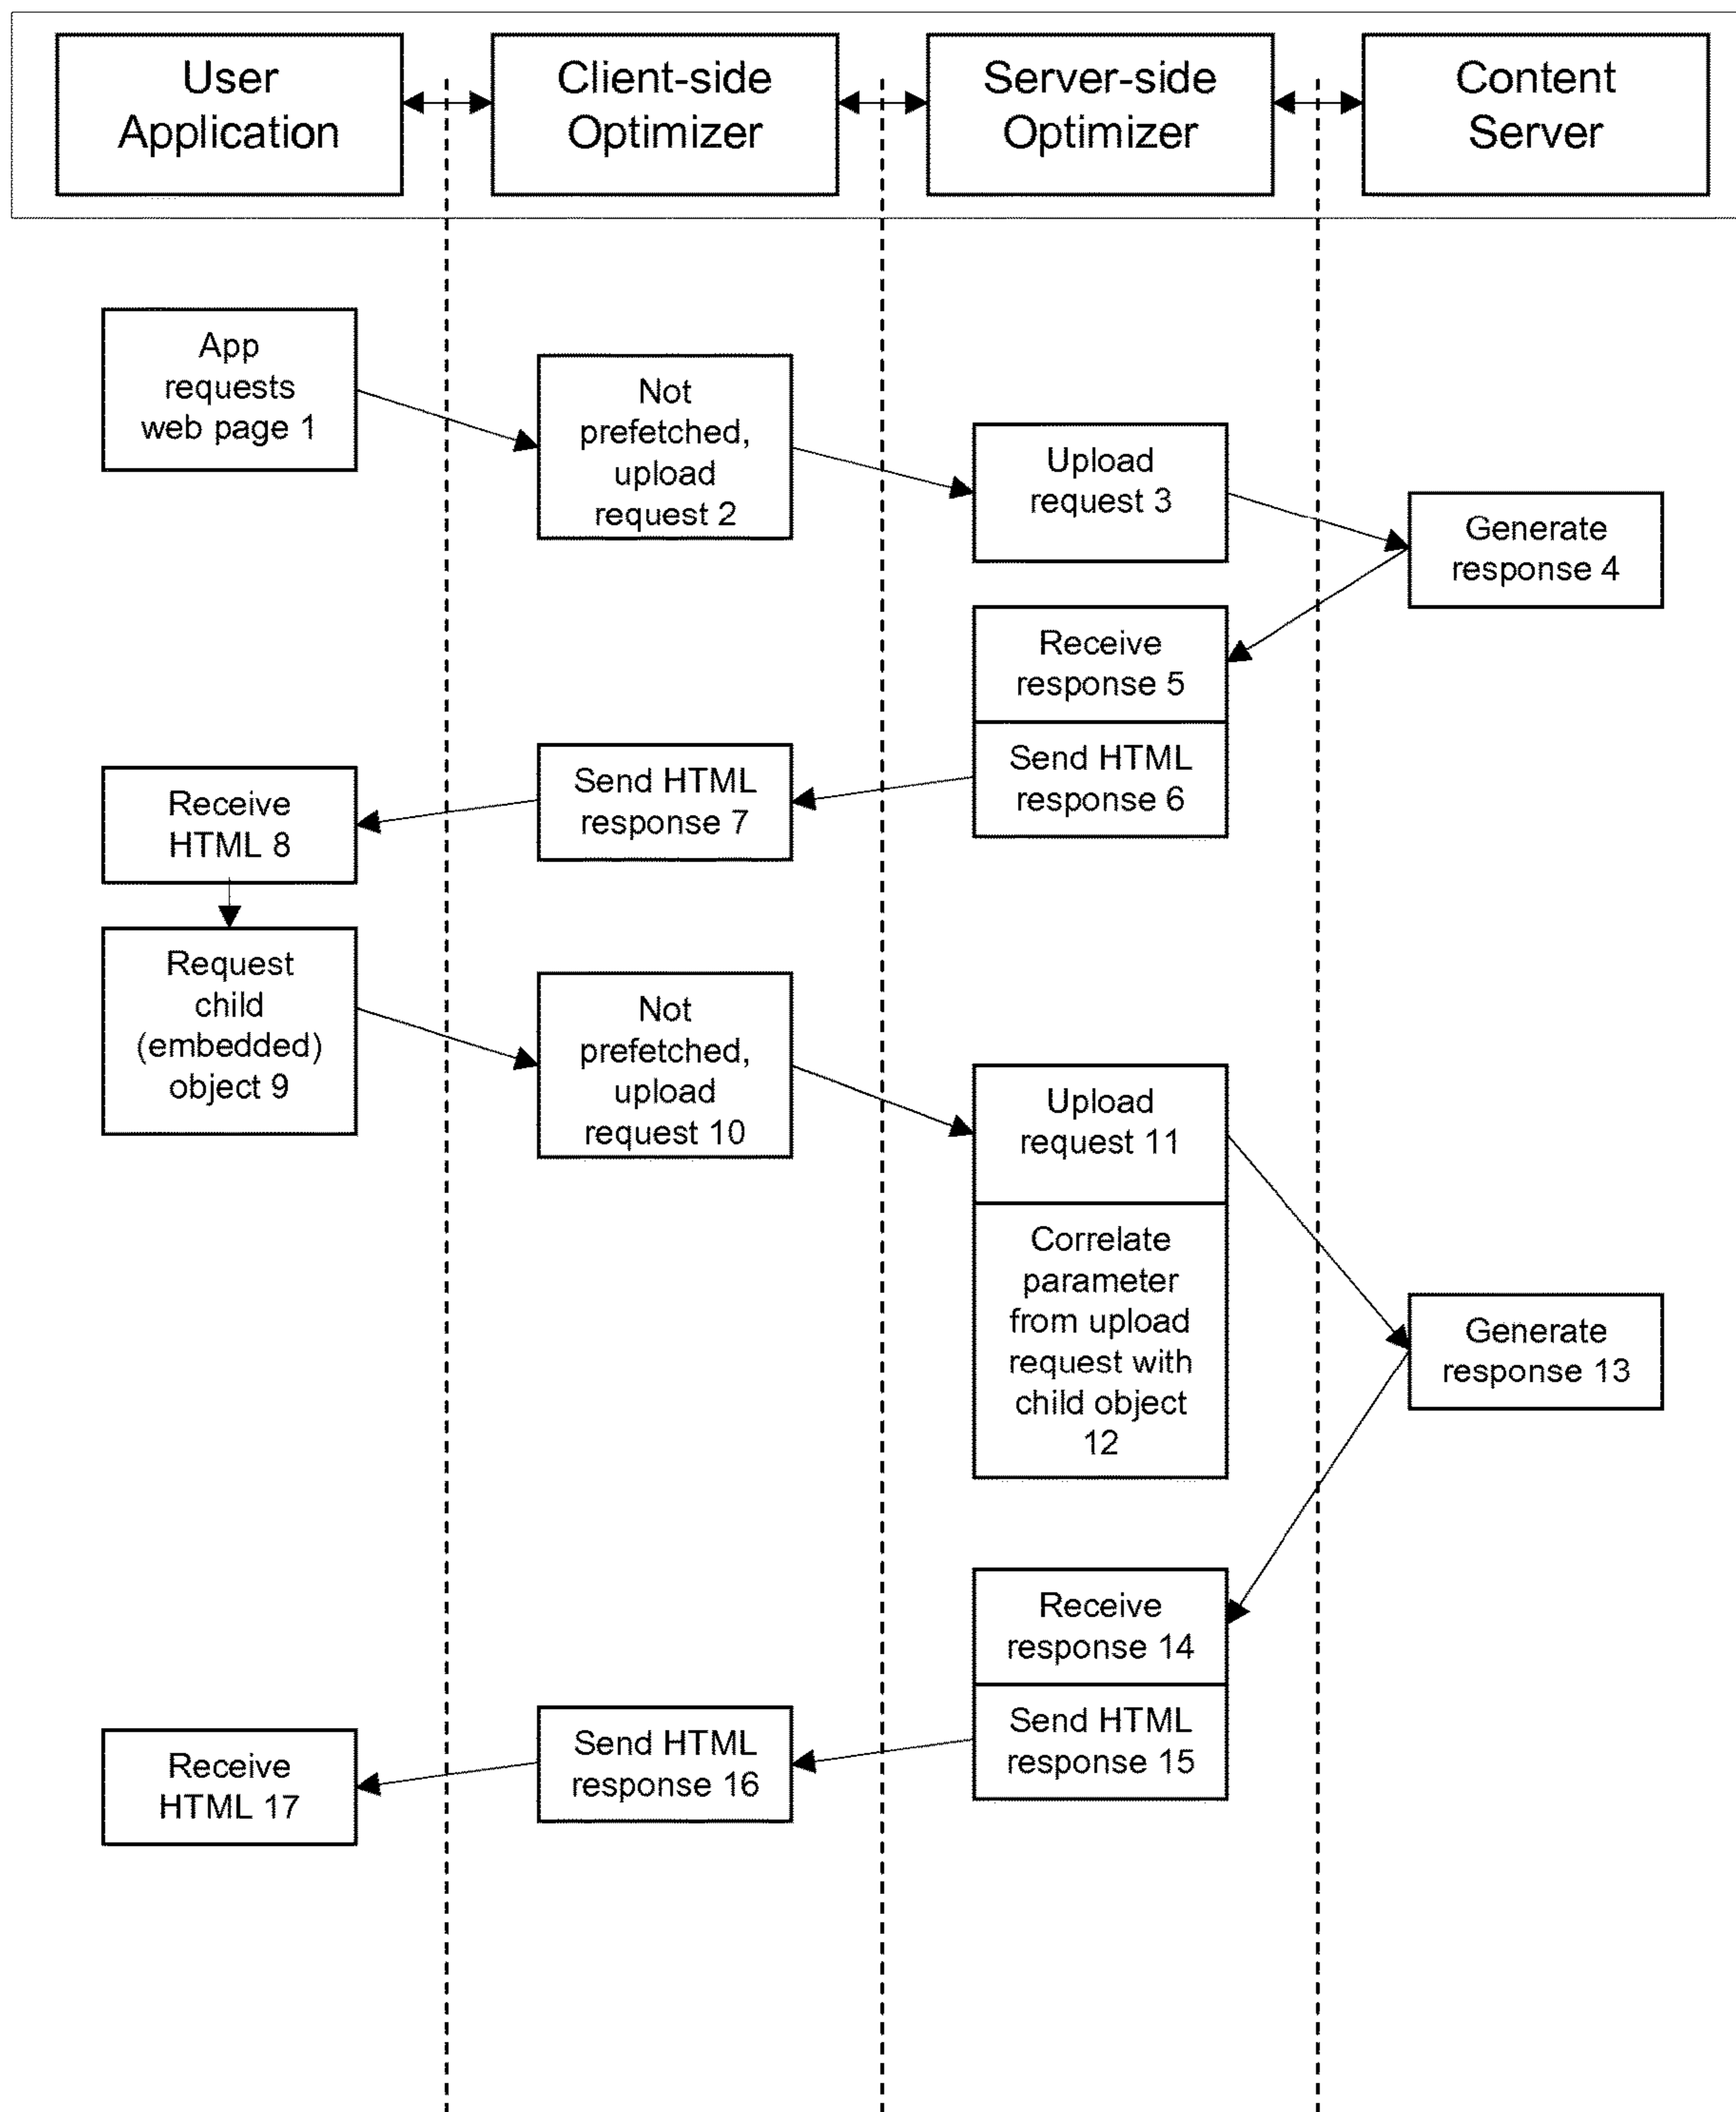 User
Application
Client-side
Optimizer
Server-side
Optimizer
Content
Server
App
requests
web page 1
Not
prefetched,
upload
request 2
Upload
request 3
Generate
response 4
Receive
response 5
Send HTML
response 6
Send HTML
response 7
Receive
HTML 8
Request
child
(embedded)
object 9
Not
prefetched,
upload
request 10
Upload
request 11
Correlate
parameter
from upload
request with
child object
12
Generate
response 13
Receive
response 14
Send HTML
response 15
Send HTML
response 16
Receive
HTML 17